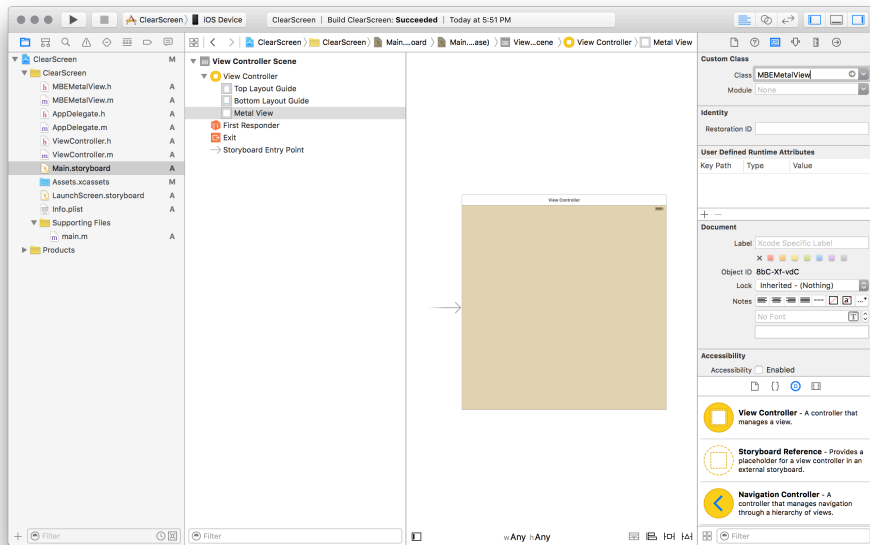 ClearScreen
iOS Device
ClearScreen | Build ClearScreen: Succeeded | Today at 5:51 PM
ClearScreen
ClearScreen
Main....oard
Main....ase)
View...cene
View Controller
Metal View
ClearScreen M
ClearScreen
MBEMetalView.h A
MBEMetalView.m A
AppDelegate.h A
AppDelegate.m A
ViewController.h A
ViewController.m A
Main.storyboard A
Assets.xcassets M
LaunchScreen.storyboard A
Info.plist A
Supporting Files
main.m A
Products
Filter
View Controller Scene
View Controller
Top Layout Guide
Bottom Layout Guide
Metal View
First Responder
Exit
Storyboard Entry Point
Filter
View Controller
wAny hAny
Custom Class
Class MBEMetalView
Module None
Identity
Restoration ID
User Defined Runtime Attributes
Key Path Type Value
Document
Label Xcode Specific Label
Object ID 8bC-Xf-vdC
Lock Inherited - (Nothing)
Notes
No Font
Accessibility
Accessibility Enabled
View Controller - A controller that
manages a view.
Storyboard Reference - Provides a
placeholder for a view controller in an
external storyboard.
Navigation Controller - A
controller that manages navigation
through a hierarchy of views.
Filter